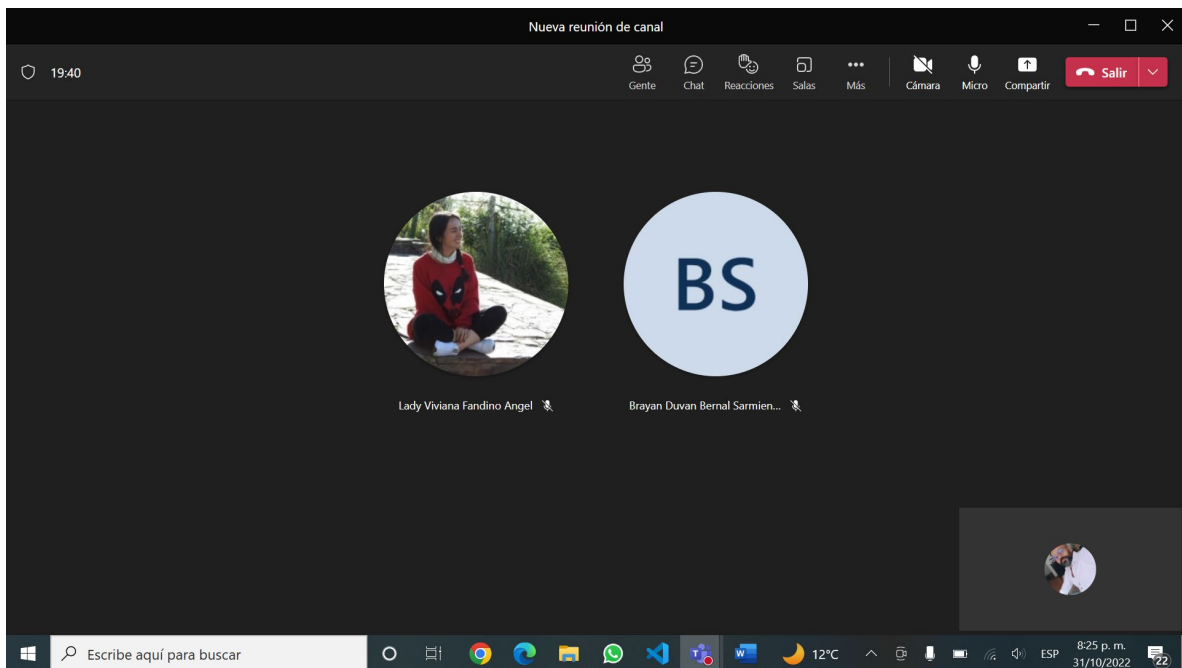 Nueva reunión de canal
19:40
Gente Chat Reacciones Salas Más Cámara Micro Compartir Salir
BS
Lady Viviana Fandino Angel Brayan Duvan Bernal Sarmien...
Escribe aquí para buscar 12°C ESP 8:25 p. m.
31/10/2022 22